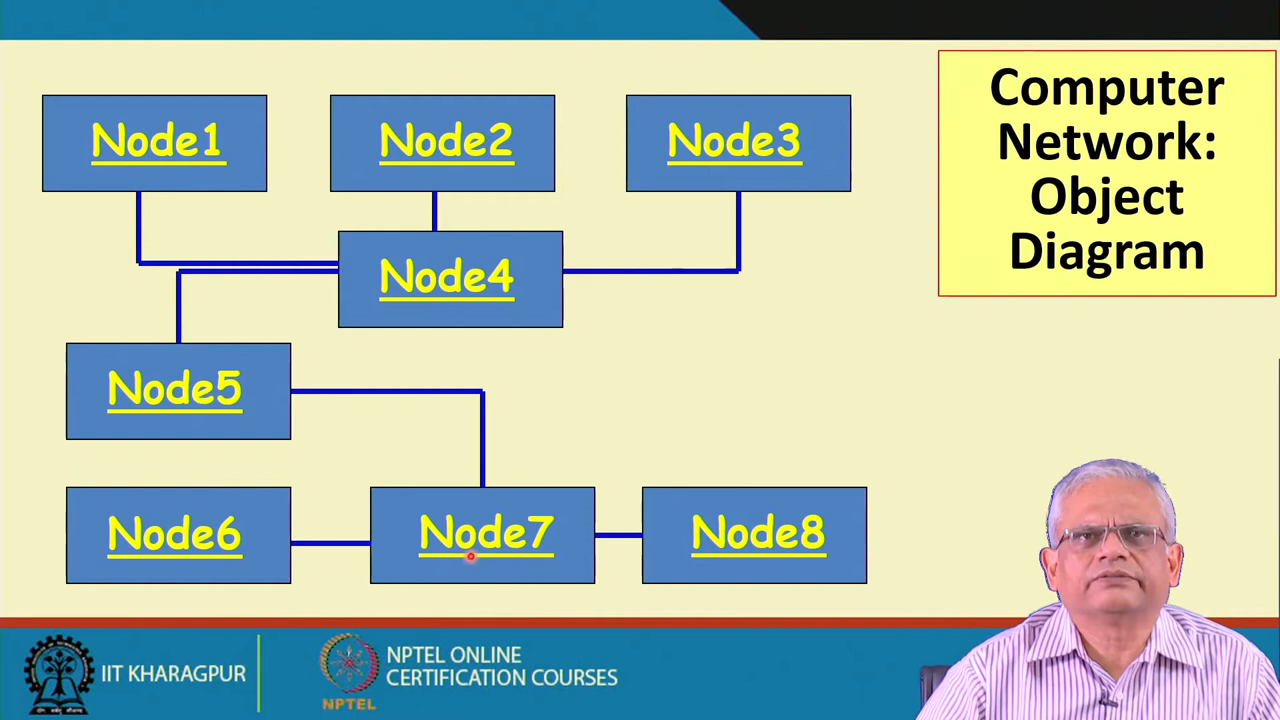 Node1
Node2
Node3
Computer
Network:
Object
Diagram
Node4
Node5
Node6
Node7
Node8
IIT KHARAGPUR
NPTEL ONLINE
CERTIFICATION COURSES
NPTEL